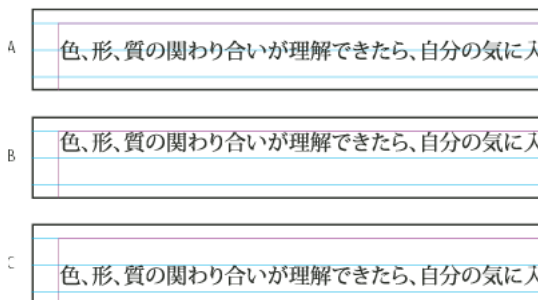 A
色、形、質の関わり合いが理解できたら、自分の気に入
B
色、形、質の関わり合いが理解できたら、自分の気に入
C
色、形、質の関わり合いが理解できたら、自分の気に入